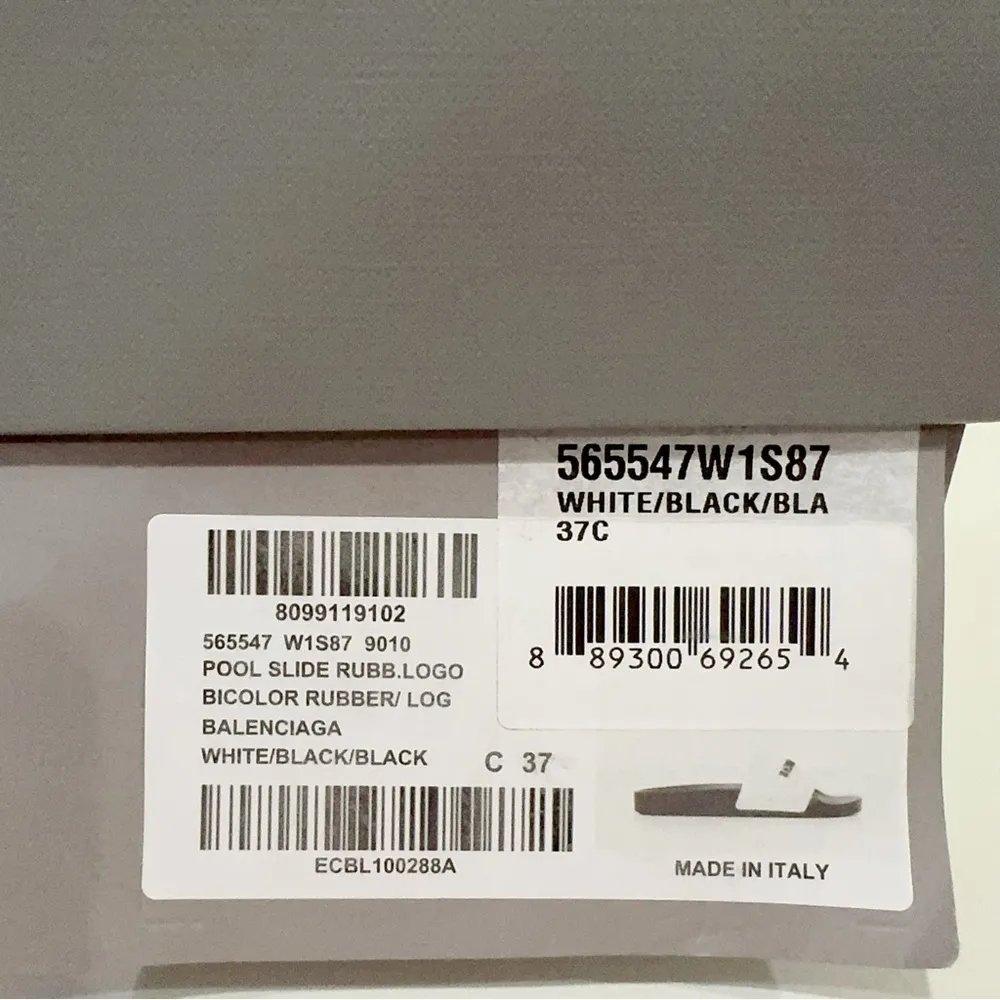 565547W1S87
WHITE/BLACK/BLA
37C
8 89300 69265 4
8099119102
565547 W1S87 9010
POOL SLIDE RUBB.LOGO
BICOLOR RUBBER/ LOG
BALENCIAGA
WHITE/BLACK/BLACK C 37
ECBL100288A
MADE IN ITALY